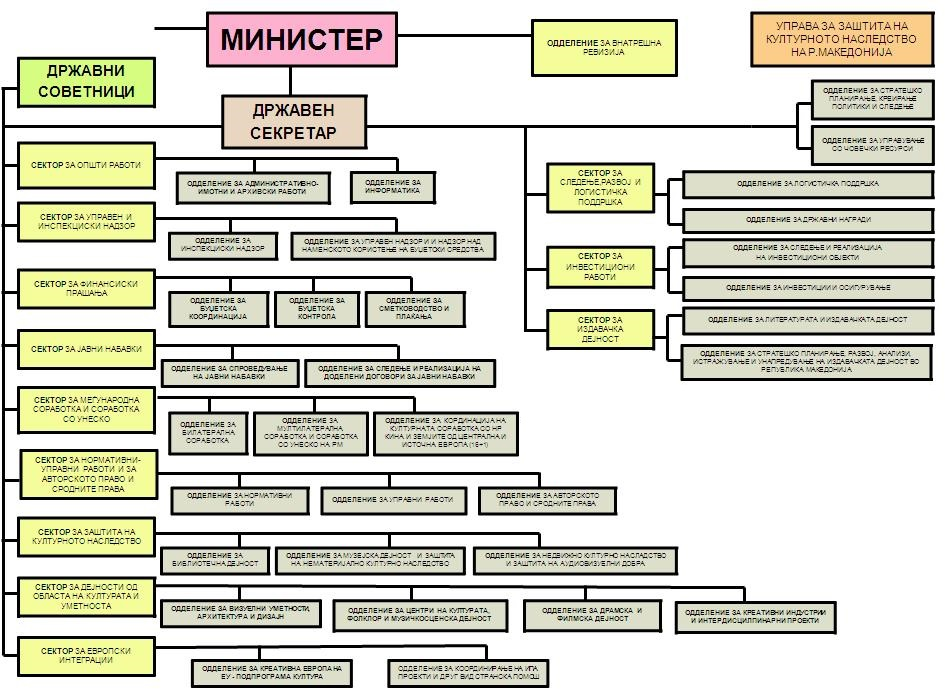 МИНИСТЕР
ОДДЕЛЕНИЕ ЗА ВНАТРЕШНА
РЕВИЗИЈА
УПРАВА ЗА ЗАШТИТА НА
КУЛТУРНОТО НАСЛЕДСТВО
НА Р.МАКЕДОНИЈА
ДРЖАВНИ
СОВЕТНИЦИ
ДРЖАВЕН
СЕКРЕТАР
ОДДЕЛЕНИЕ ЗА СТРАТЕШКО
ПЛАНИРАЊЕ, КРЕИРАЊЕ
ПОЛИТИКИ И СЛЕДЕЊЕ
ОДДЕЛЕНИЕ ЗА УПРАВУВАЊЕ
СО ЧОВЕЧКИ РЕСУРСИ
СЕКТОР ЗА ОПШТИ РАБОТИ
ОДДЕЛЕНИЕ ЗА АДМИНИСТРАТИВНО-
ИМОТНИ И АРХИВСКИ РАБОТИ
ОДДЕЛЕНИЕ ЗА
ИНФОРМАТИКА
СЕКТОР ЗА УПРАВЕН И
ИНСПЕКЦИСКИ НАДЗОР
ОДДЕЛЕНИЕ ЗА
ИНСПЕКЦИСКИ НАДЗОР
ОДДЕЛЕНИЕ ЗА УПРАВЕН НАДЗОР И И НАДЗОР НАД
НАМЕНСКОТО КОРИСТЕЊЕ НА БУЏЕТСКИ СРЕДСТВА
СЕКТОР ЗА ФИНАНСИСКИ
ПРАШАЊА
ОДДЕЛЕНИЕ ЗА
БУЏЕТСКА
КООРДИНАЦИЈА
ОДДЕЛЕНИЕ ЗА
БУЏЕТСКА
КОНТРОЛА
ОДДЕЛЕНИЕ ЗА
СМЕТКОВОДСТВО И
ПЛАЌАЊА
СЕКТОР ЗА ЈАВНИ НАБАВКИ
ОДДЕЛЕНИЕ ЗА СПРОВЕДУВАЊЕ
НА ЈАВНИ НАБАВКИ
ОДДЕЛЕНИЕ ЗА СЛЕДЕЊЕ И РЕАЛИЗАЦИЈА НА
ДОДЕЛЕНИ ДОГОВОРИ ЗА ЈАВНИ НАБАВКИ
СЕКТОР ЗА МЕЃУНАРОДНА
СОРАБОТКА И СОРАБОТКА
СО УНЕСКО
ОДДЕЛЕНИЕ ЗА
БИЛАТЕРАЛНА
СОРАБОТКА
ОДДЕЛЕНИЕ ЗА
МУЛТИЛАТЕРАЛНА
СОРАБОТКА И СОРАБОТКА
СО УНЕСКО НА РМ
ОДДЕЛЕНИЕ ЗА КОРДИНАЦИЈА НА
КУЛТУРНАТА СОРАБОТКА СО НР
КИНА И ЗЕМЈИТЕ ОД ЦЕНТРАЛНА И
ИСТОЧНА ЕВРОПА (16+1)
СЕКТОР ЗА НОРМАТИВНИ-
УПРАВНИ РАБОТИ И ЗА
АВТОРСКОТО ПРАВО И
СРОДНИТЕ ПРАВА
ОДДЕЛЕНИЕ ЗА НОРМАТИВНИ
РАБОТИ
ОДДЕЛЕНИЕ ЗА УПРАВНИ РАБОТИ
ОДДЕЛЕНИЕ ЗА АВТОРСКОТО
ПРАВО И СРОДНИТЕ ПРАВА
СЕКТОР ЗА ЗАШТИТА НА
КУЛТУРНОТО НАСЛЕДСТВО
ОДДЕЛЕНИЕ ЗА
БИБЛИОТЕЧНА ДЕЈНОСТ
ОДДЕЛЕНИЕ ЗА МУЗЕЈСКА ДЕЈНОСТ И ЗАШТИТА
НА НЕМАТЕРИЈАЛНО КУЛТУРНО НАСЛЕДСТВО
ОДДЕЛЕНИЕ ЗА НЕДВИЖНО КУЛТУРНО НАСЛАДСТВО
И ЗАШТИТА НА АУДИОВИЗУЕЛНИ ДОБРА
СЕКТОР ЗА ДЕЈНОСТИ ОД
ОБЛАСТА НА КУЛТУРАТА И
УМЕТНОСТА
ОДДЕЛЕНИЕ ЗА ВИЗУЕЛНИ УМЕТНОСТИ,
АРХИТЕКТУРА И ДИЗАЈН
ОДДЕЛЕНИЕ ЗА ЦЕНТРИ НА КУЛТУРАТА,
ФОЛКЛОР И МУЗИЧКОСЦЕНСКА ДЕЈНОСТ
ОДДЕЛЕНИЕ ЗА ДРАМСКА И
ФИЛМСКА ДЕЈНОСТ
ОДДЕЛЕНИЕ ЗА КРЕАТИВНИ ИНДУСТРИИ
И ИНТЕРДИСЦИПЛИНАРНИ ПРОЕКТИ
СЕКТОР ЗА ЕВРОПСКИ
ИНТЕГРАЦИИ
ОДДЕЛЕНИЕ ЗА КРЕАТИВНА ЕВРОПА НА
ЕУ - ПОДПРОГРАМА КУЛТУРА
ОДДЕЛЕНИЕ ЗА КООРДИНИРАЊЕ НА ИПА
ПРОЕКТИ И ДРУГ ВИД СТРАНСКА ПОМОШ
СЕКТОР ЗА
СЛЕДЕЊЕ,РАЗВОЈ И
ЛОГИСТИЧКА
ПОДДРШКА
ОДДЕЛЕНИЕ ЗА ЛОГИСТИЧКА ПОДДРШКА
ОДДЕЛЕНИЕ ЗА ДРЖАВНИ НАГРАДИ
СЕКТОР ЗА
ИНВЕСТИЦИОНИ
РАБОТИ
ОДДЕЛЕНИЕ ЗА СЛЕДЕЊЕ И РЕАЛИЗАЦИЈА
НА ИНВЕСТИЦИОНИ ОБЈЕКТИ
ОДДЕЛЕНИЕ ЗА ИНВЕСТИЦИИ И ОСИГУРУВАЊЕ
СЕКТОР ЗА
ИЗДАВАЧКА
ДЕЈНОСТ
ОДДЕЛЕНИЕ ЗА ЛИТЕРАТУРАТА И ИЗДАВАЧКАТА ДЕЈНОСТ
ОДДЕЛЕНИЕ ЗА СТРАТЕШКО ПЛАНИРАЊЕ, РАЗВОЈ, АНАЛИЗИ,
ИСТРАЖУВАЊЕ И УНАПРЕДУВАЊЕ НА ИЗДАВАЧКАТА ДЕЈНОСТ ВО
РЕПУБЛИКА МАКЕДОНИЈА